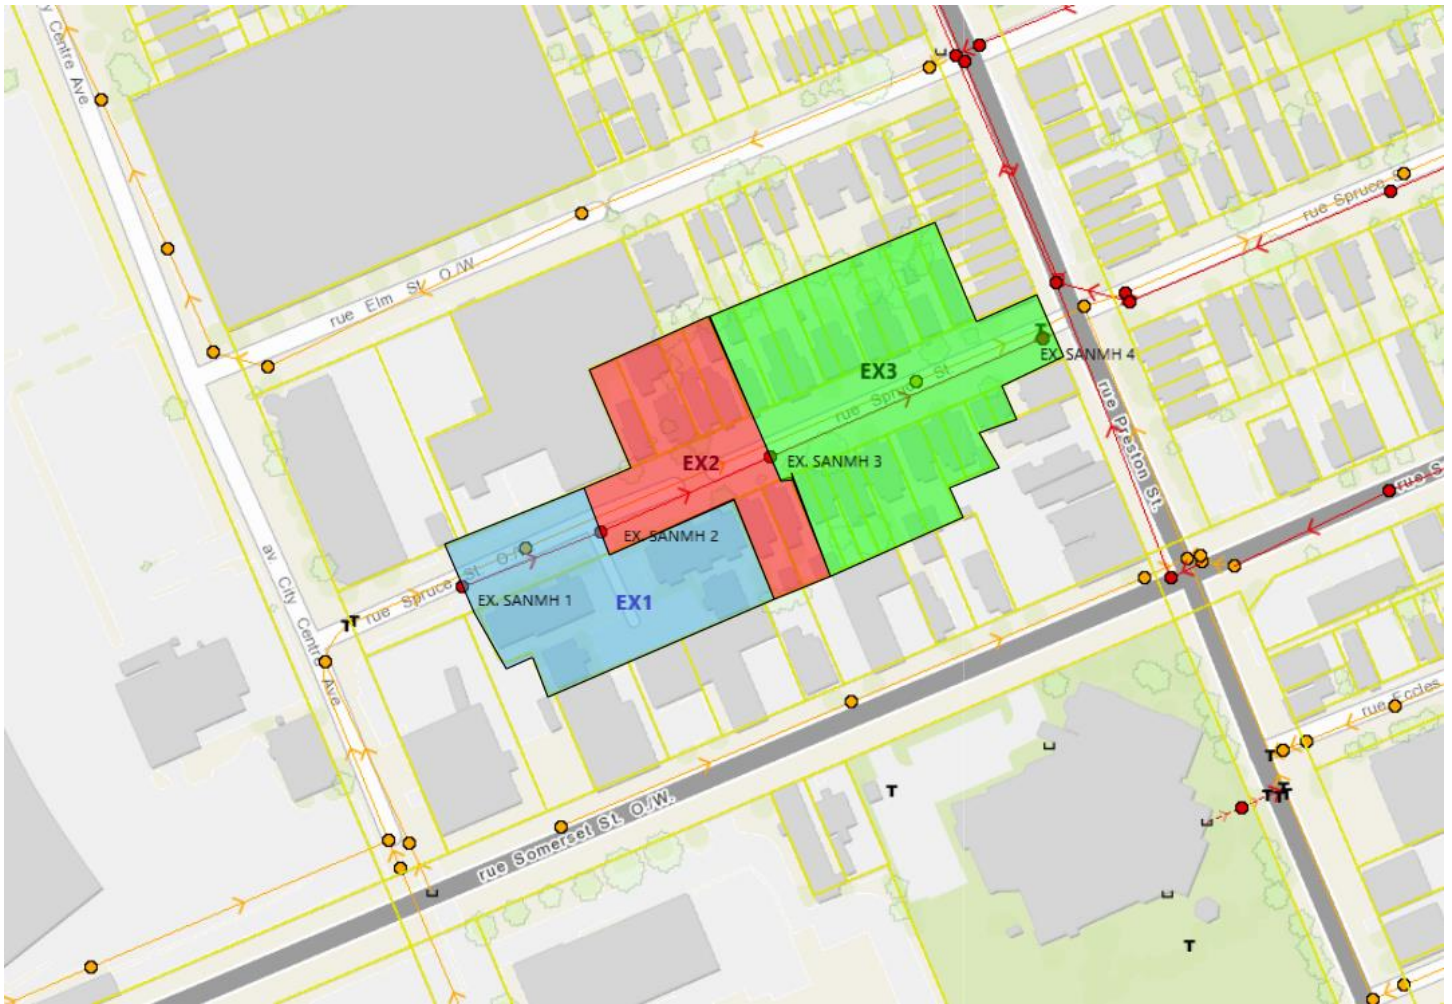 y Centre Ave
rue Elm St. O./W.
rue Spruce S
EX3
EX. SANMH 4
rue Spruce St.
EX2
EX. SANMH 3
rue Preston St.
EX. SANMH 2
rue S
av. City Centre Ave
rue Spruce St. O./
EX. SANMH 1
EX1
rue Eccles
rue Somerset St. O./W.